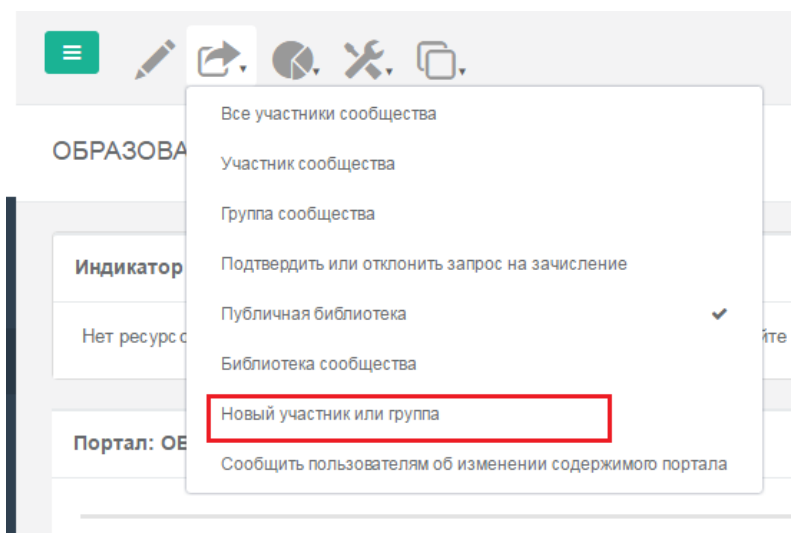 Все участники сообщества
ОБРАЗОВА
Участник сообщества
Группа сообщества
Индикатор
Подтвердить или отклонить запрос на зачисление
Публичная библиотека
Нет ресурсо
йте
Библиотека сообщества
Новый участник или группа
Портал: ОБ
Сообщить пользователям об изменении содержимого портала